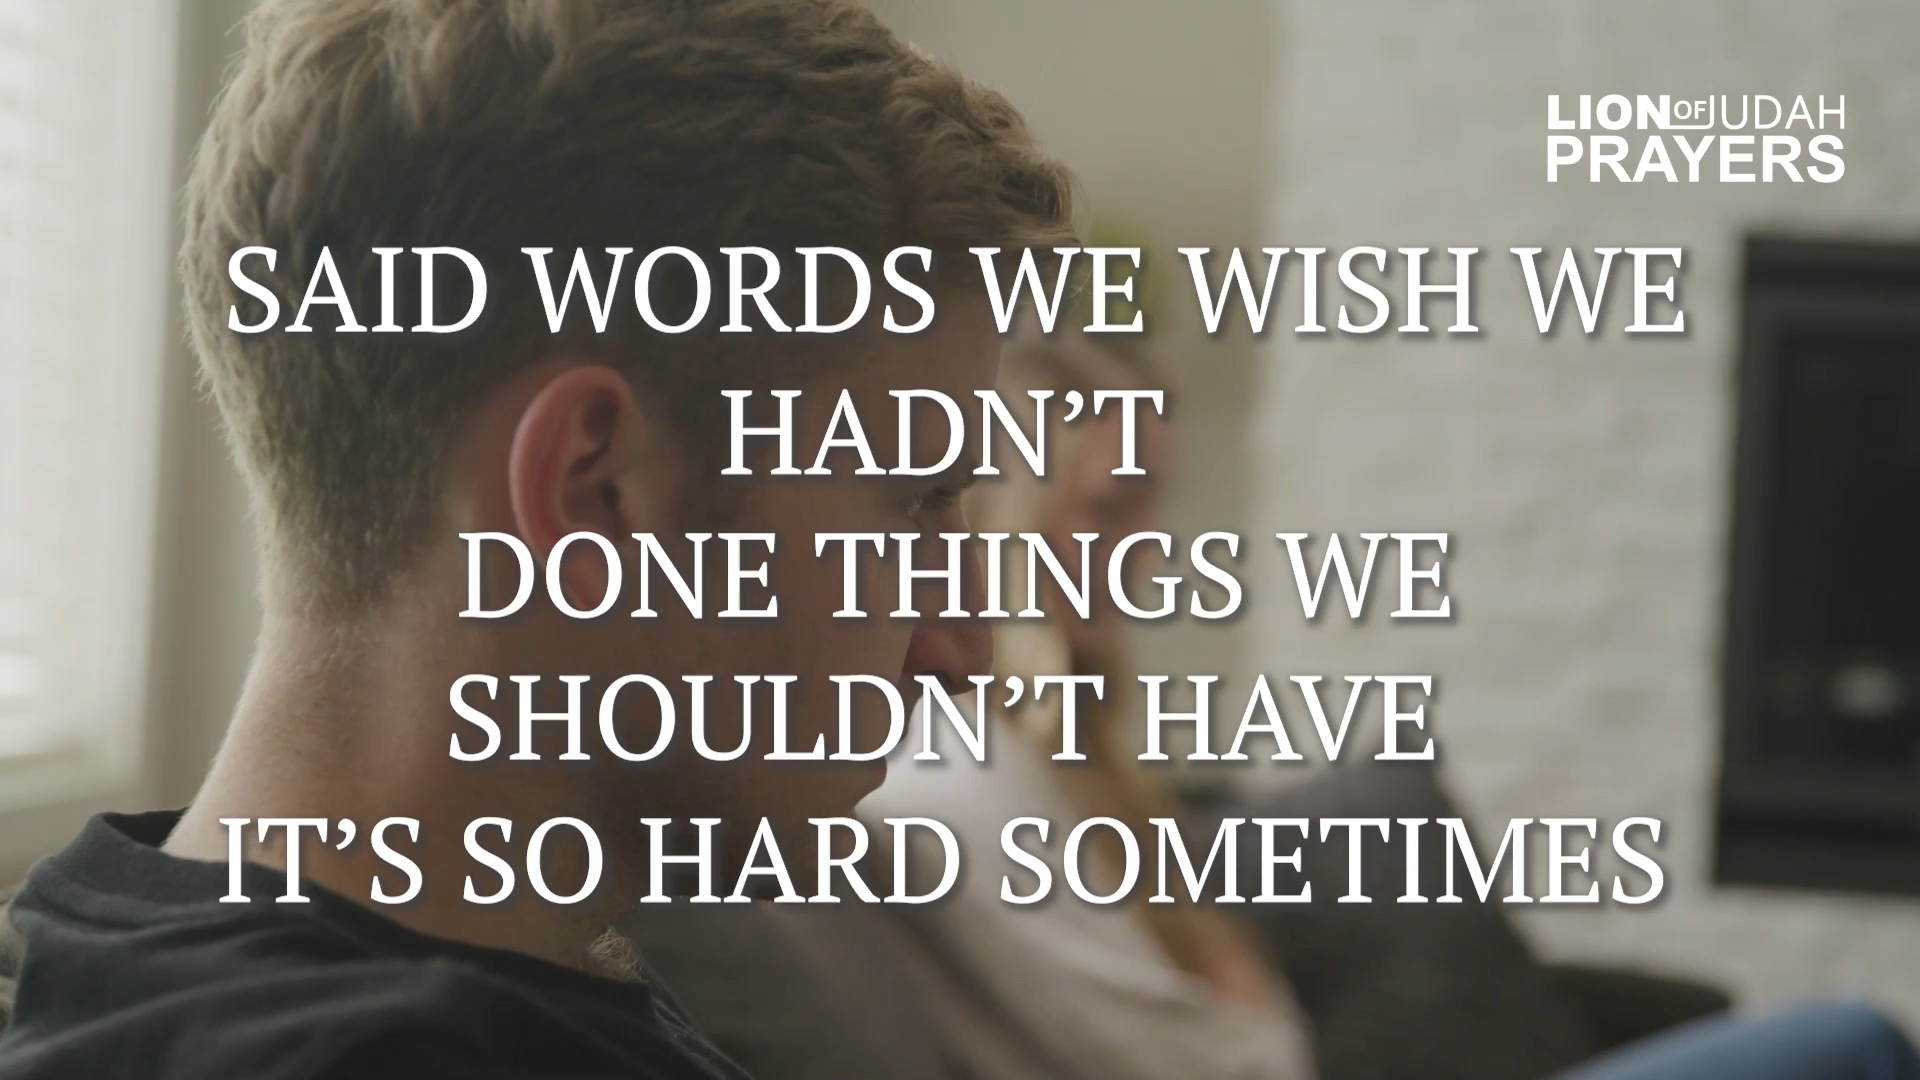 LION OF JUDAH
PRAYERS
SAID WORDS WE WISH WE
HADN’T
DONE THINGS WE
SHOULDN’T HAVE
IT’S SO HARD SOMETIMES